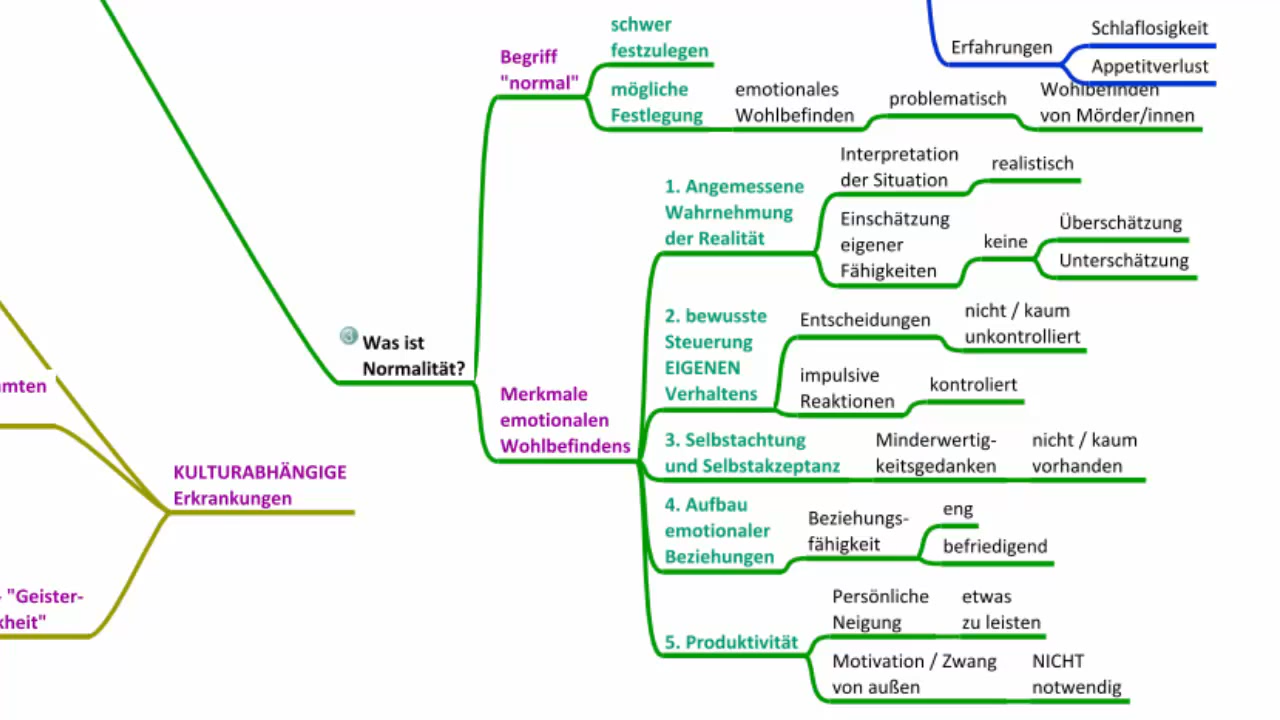 Erfahrungen
Schlaflosigkeit
Appetitverlust
Was ist
Normalität?
Begriff
"normal"
schwer
festzulegen
mögliche
Festlegung
emotionales
Wohlbefinden
problematisch
Wohlbefinden
von Mörder/innen
Merkmale
emotionalen
Wohlbefindens
1. Angemessene
Wahrnehmung
der Realität
Interpretation
der Situation
realistisch
Einschätzung
eigener
Fähigkeiten
keine
Überschätzung
Unterschätzung
2. bewusste
Steuerung
EIGENEN
Verhaltens
Entscheidungen
nicht / kaum
unkontrolliert
impulsive
Reaktionen
kontroliert
3. Selbstachtung
und Selbstakzeptanz
Minderwertig-
keitsgedanken
nicht / kaum
vorhanden
4. Aufbau
emotionaler
Beziehungen
Beziehungs-
fähigkeit
eng
befriedigend
5. Produktivität
Persönliche
Neigung
etwas
zu leisten
Motivation / Zwang
von außen
NICHT
notwendig
KULTURABHÄNGIGE
Erkrankungen
"Geister-